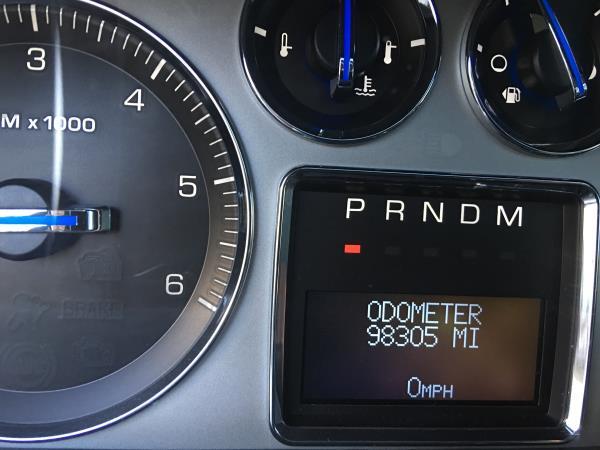 3
4
M x 1000
5
6
BRAKE
P R N D M
ODOMETER
98305 MI
0MPH